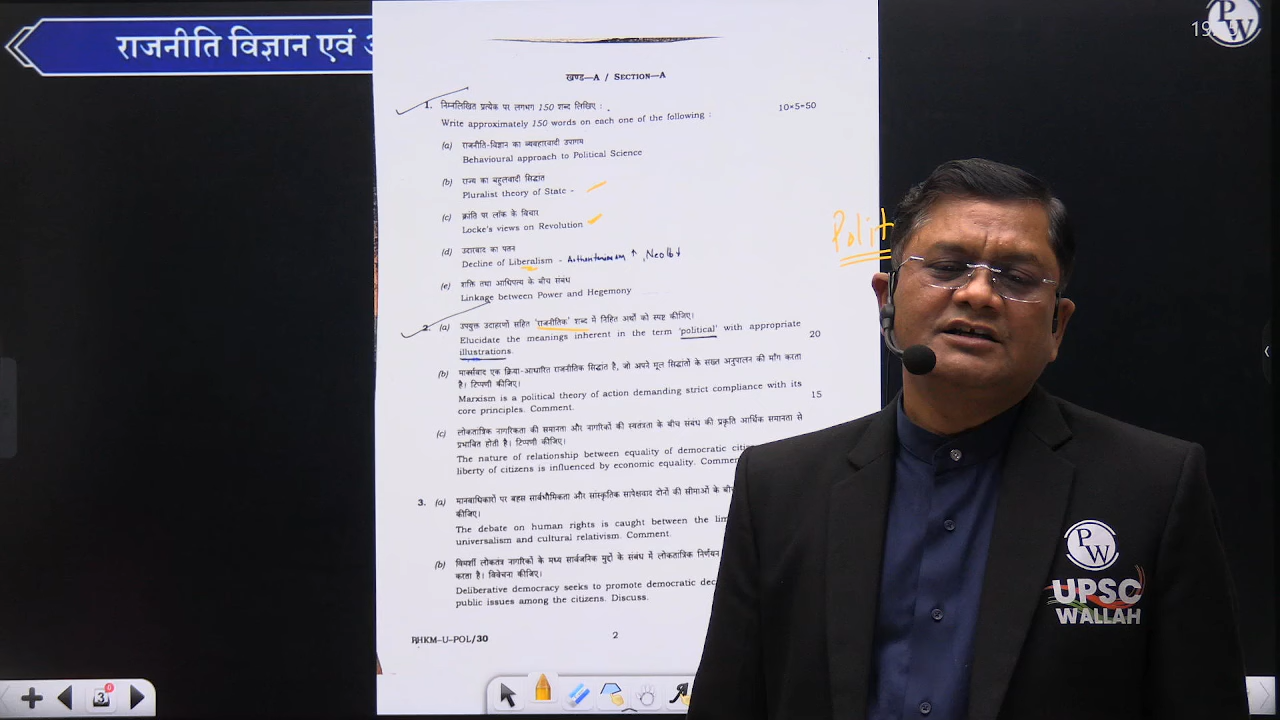 राजनीति विज्ञान एवं
19
PW
खण्ड—A / SECTION—A
1. निम्नलिखित प्रत्येक पर लगभग 150 शब्द लिखिए :
10×5=50
Write approximately 150 words on each one of the following :
(a) राजनीति-विज्ञान का व्यवहारवादी उपागम
Behavioural approach to Political Science
(b) राज्य का बहुलवादी सिद्धांत
Pluralist theory of State -
(c) क्रांति पर लॉक के विचार
Locke's views on Revolution
(d) उदारवाद का पतन
Decline of Liberalism -
(e) शक्ति तथा आधिपत्य के बीच संबंध
Linkage between Power and Hegemony
Polit
2. (a) उपयुक्त उदाहरणों सहित 'राजनीतिक' शब्द में निहित अर्थों को स्पष्ट कीजिए।
Elucidate the meanings inherent in the term 'political' with appropriate
illustrations.
20
(b) मार्क्सवाद एक क्रिया-आधारित राजनीतिक सिद्धांत है, जो अपने मूल सिद्धांतों के सख्त अनुपालन की माँग करता
है। टिप्पणी कीजिए।
Marxism is a political theory of action demanding strict compliance with its
core principles. Comment.
15
(c) लोकतांत्रिक नागरिकता की समानता और नागरिकों की स्वतंत्रता के बीच संबंध की प्रकृति आर्थिक समानता से
प्रभावित होती है। टिप्पणी कीजिए।
The nature of relationship between equality of democratic
liberty of citizens is influenced by economic equality.
3. (a) मानवाधिकारों पर बहस सार्वभौमिकता और सांस्कृतिक सापेक्षवाद दोनों की सीमाओं के
कीजिए।
The debate on human rights is caught between the
universalism and cultural relativism. Comment.
(b) विमर्शी लोकतंत्र नागरिकों के मध्य सार्वजनिक मुद्दों के संबंध में लोकतांत्रिक निर्णयन
करता है। विवेचना कीजिए।
Deliberative democracy seeks to promote democratic
public issues among the citizens. Discuss.
RHKM–U–POL/30
2
PW
UPSC
WALLAH
3